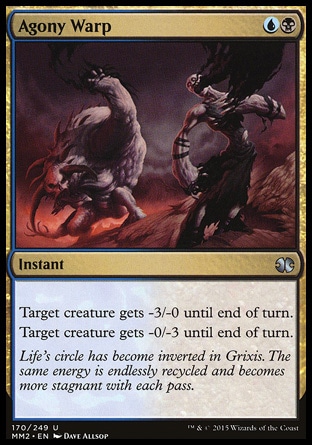 Agony Warp
Instant
Target creature gets -3/-0 until end of turn.
Target creature gets -0/-3 until end of turn.
Life's circle has become inverted in Grixis. The
same energy is endlessly recycled and becomes
more stagnant with each pass.
170/249 U
MM2 • EN Dave Allsop
™ & © 2015 Wizards of the Coast